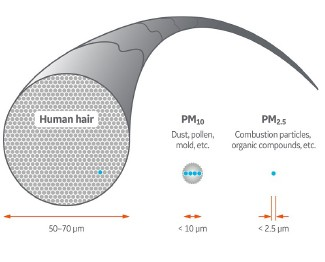 Human hair
PM10
Dust, pollen,
mold, etc.
PM2.5
Combustion particles,
organic compounds, etc.
50–70 μm
< 10 μm
< 2.5 μm